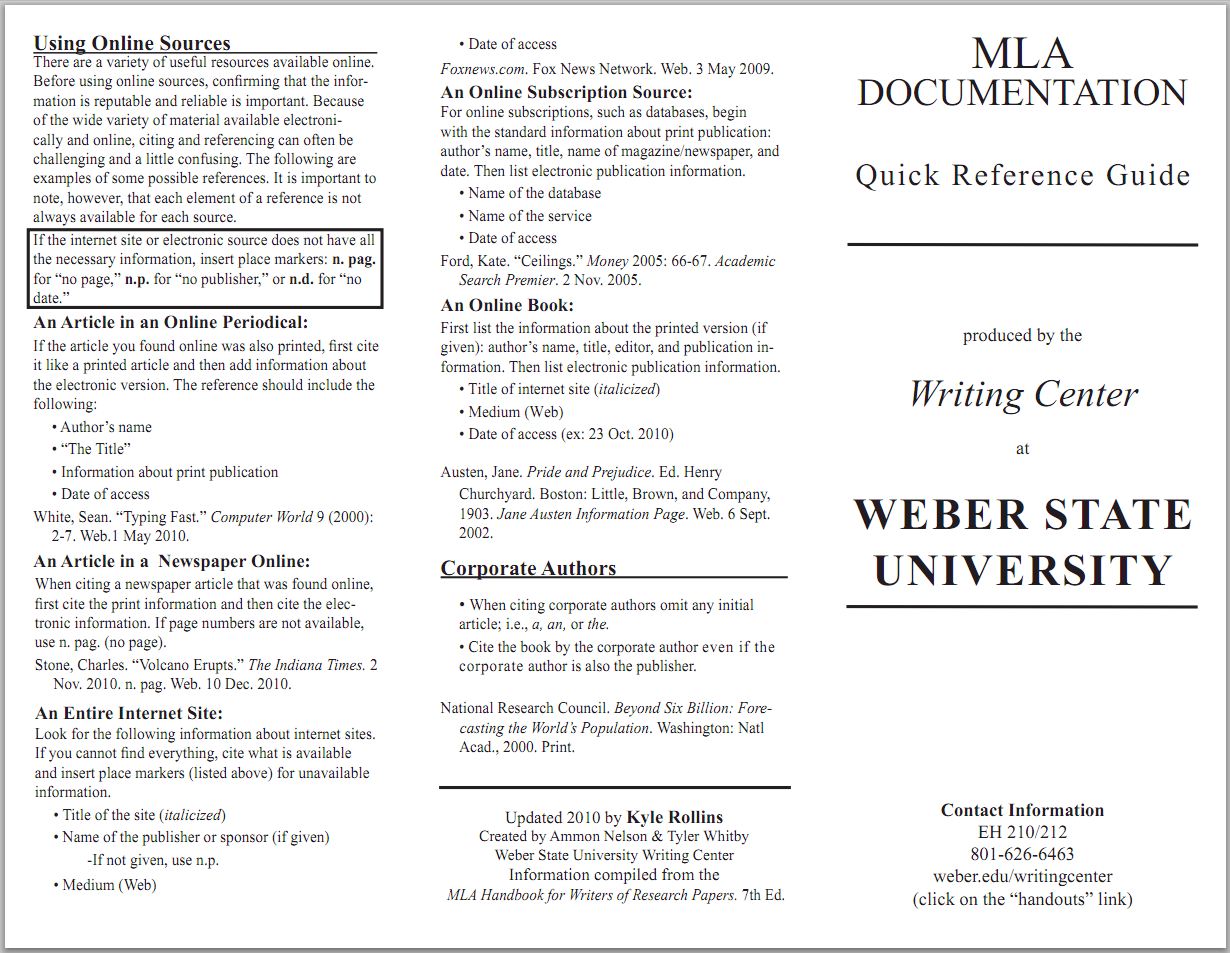 Using Online Sources
There are a variety of useful resources available online.
Before using online sources, confirming that the infor-
mation is reputable and reliable is important. Because
of the wide variety of material available electroni-
cally and online, citing and referencing can often be
challenging and a little confusing. The following are
examples of some possible references. It is important to
note, however, that each element of a reference is not
always available for each source.
If the internet site or electronic source does not have all
the necessary information, insert place markers: n. pag.
for “no page,” n.p. for “no publisher,” or n.d. for “no
date.”
An Article in an Online Periodical:
If the article you found online was also printed, first cite
it like a printed article and then add information about
the electronic version. The reference should include the
following:
• Author’s name
• “The Title”
• Information about print publication
• Date of access
White, Sean. “Typing Fast.” Computer World 9 (2000):
2-7. Web.1 May 2010.
An Article in a Newspaper Online:
When citing a newspaper article that was found online,
first cite the print information and then cite the elec-
tronic information. If page numbers are not available,
use n. pag. (no page).
Stone, Charles. “Volcano Erupts.” The Indiana Times. 2
Nov. 2010. n. pag. Web. 10 Dec. 2010.
An Entire Internet Site:
Look for the following information about internet sites.
If you cannot find everything, cite what is available
and insert place markers (listed above) for unavailable
information.
• Title of the site (italicized)
• Name of the publisher or sponsor (if given)
-If not given, use n.p.
• Medium (Web)
• Date of access
Foxnews.com. Fox News Network. Web. 3 May 2009.
An Online Subscription Source:
For online subscriptions, such as databases, begin
with the standard information about print publication:
author’s name, title, name of magazine/newspaper, and
date. Then list electronic publication information.
• Name of the database
• Name of the service
• Date of access
Ford, Kate. “Ceilings.” Money 2005: 66-67. Academic
Search Premier. 2 Nov. 2005.
An Online Book:
First list the information about the printed version (if
given): author’s name, title, editor, and publication in-
formation. Then list electronic publication information.
• Title of internet site (italicized)
• Medium (Web)
• Date of access (ex: 23 Oct. 2010)
Austen, Jane. Pride and Prejudice. Ed. Henry
Churchyard. Boston: Little, Brown, and Company,
1903. Jane Austen Information Page. Web. 6 Sept.
2002.
Corporate Authors
• When citing corporate authors omit any initial
article; i.e., a, an, or the.
• Cite the book by the corporate author even if the
corporate author is also the publisher.
National Research Council. Beyond Six Billion: Fore-
casting the World’s Population. Washington: Natl
Acad., 2000. Print.
Updated 2010 by Kyle Rollins
Created by Ammon Nelson & Tyler Whitby
Weber State University Writing Center
Information compiled from the
MLA Handbook for Writers of Research Papers. 7th Ed.
MLA
DOCUMENTATION
Quick Reference Guide
produced by the
Writing Center
at
WEBER STATE
UNIVERSITY
Contact Information
EH 210/212
801-626-6463
weber.edu/writingcenter
(click on the “handouts” link)